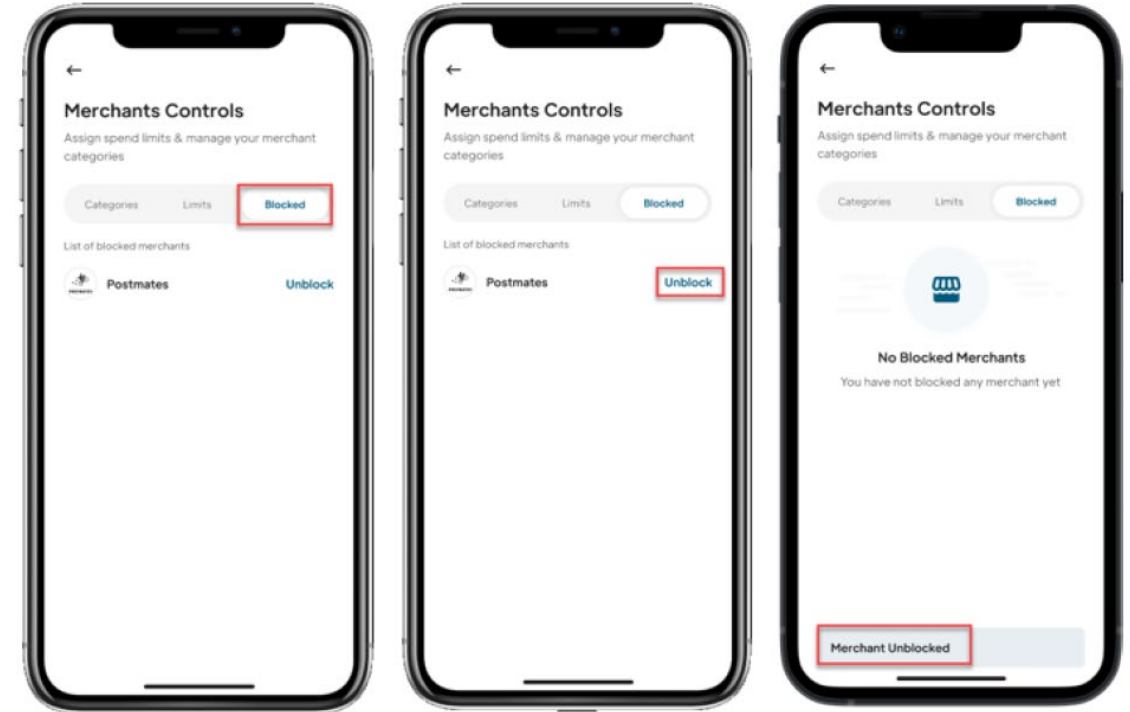 Merchants Controls
Assign spend limits & manage your merchant
categories
Categories Limits Blocked
List of blocked merchants
Postmates Unblock
Merchants Controls
Assign spend limits & manage your merchant
categories
Categories Limits Blocked
List of blocked merchants
Postmates Unblock
Merchants Controls
Assign spend limits & manage your merchant
categories
Categories Limits Blocked
No Blocked Merchants
You have not blocked any merchant yet
Merchant Unblocked